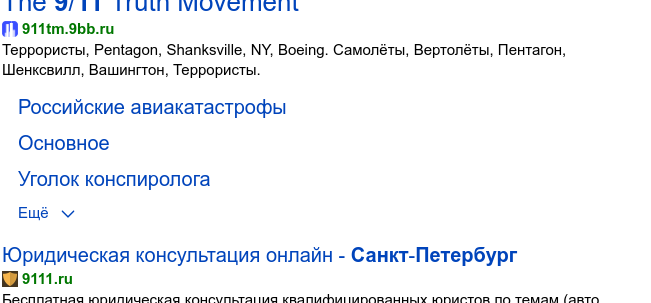 The 9/11 Truth Movement
911tm.9bb.ru
Террористы, Pentagon, Shanksville, NY, Boeing. Самолёты, Вертолёты, Пентагон,
Шенксвилл, Вашингтон, Террористы.
Российские авиакатастрофы
Основное
Уголок конспиролога
Ещё
Юридическая консультация онлайн - Санкт-Петербург
9111.ru
Бесплатная юридическая консультация квалифицированных юристов по темам (авто